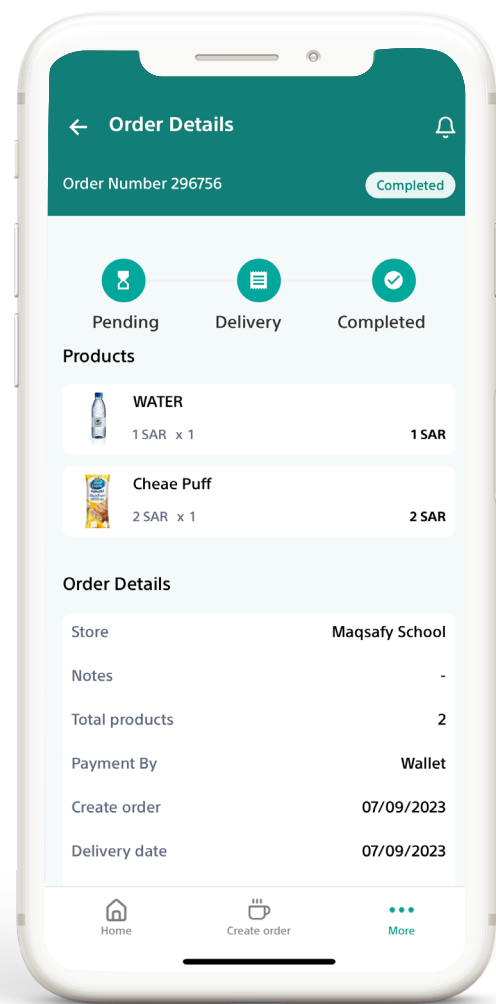 Order Details
Order Number 296756
Completed
Pending
Delivery
Completed
Products
WATER
1 SAR x 1
1 SAR
Cheae Puff
2 SAR x 1
2 SAR
Order Details
Store
Maqsafy School
Notes
-
Total products
2
Payment By
Wallet
Create order
07/09/2023
Delivery date
07/09/2023
Home
Create order
More